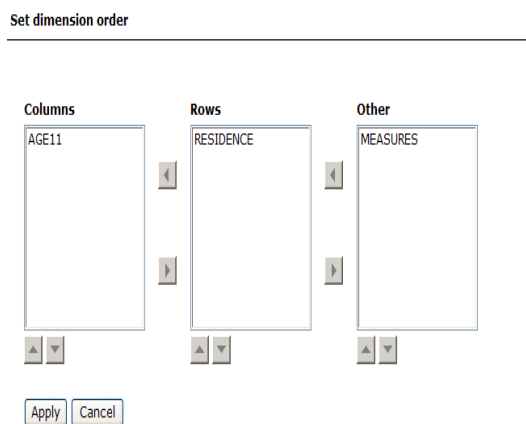 Set dimension order
Columns Rows Other
AGE11 RESIDENCE MEASURES
Apply Cancel